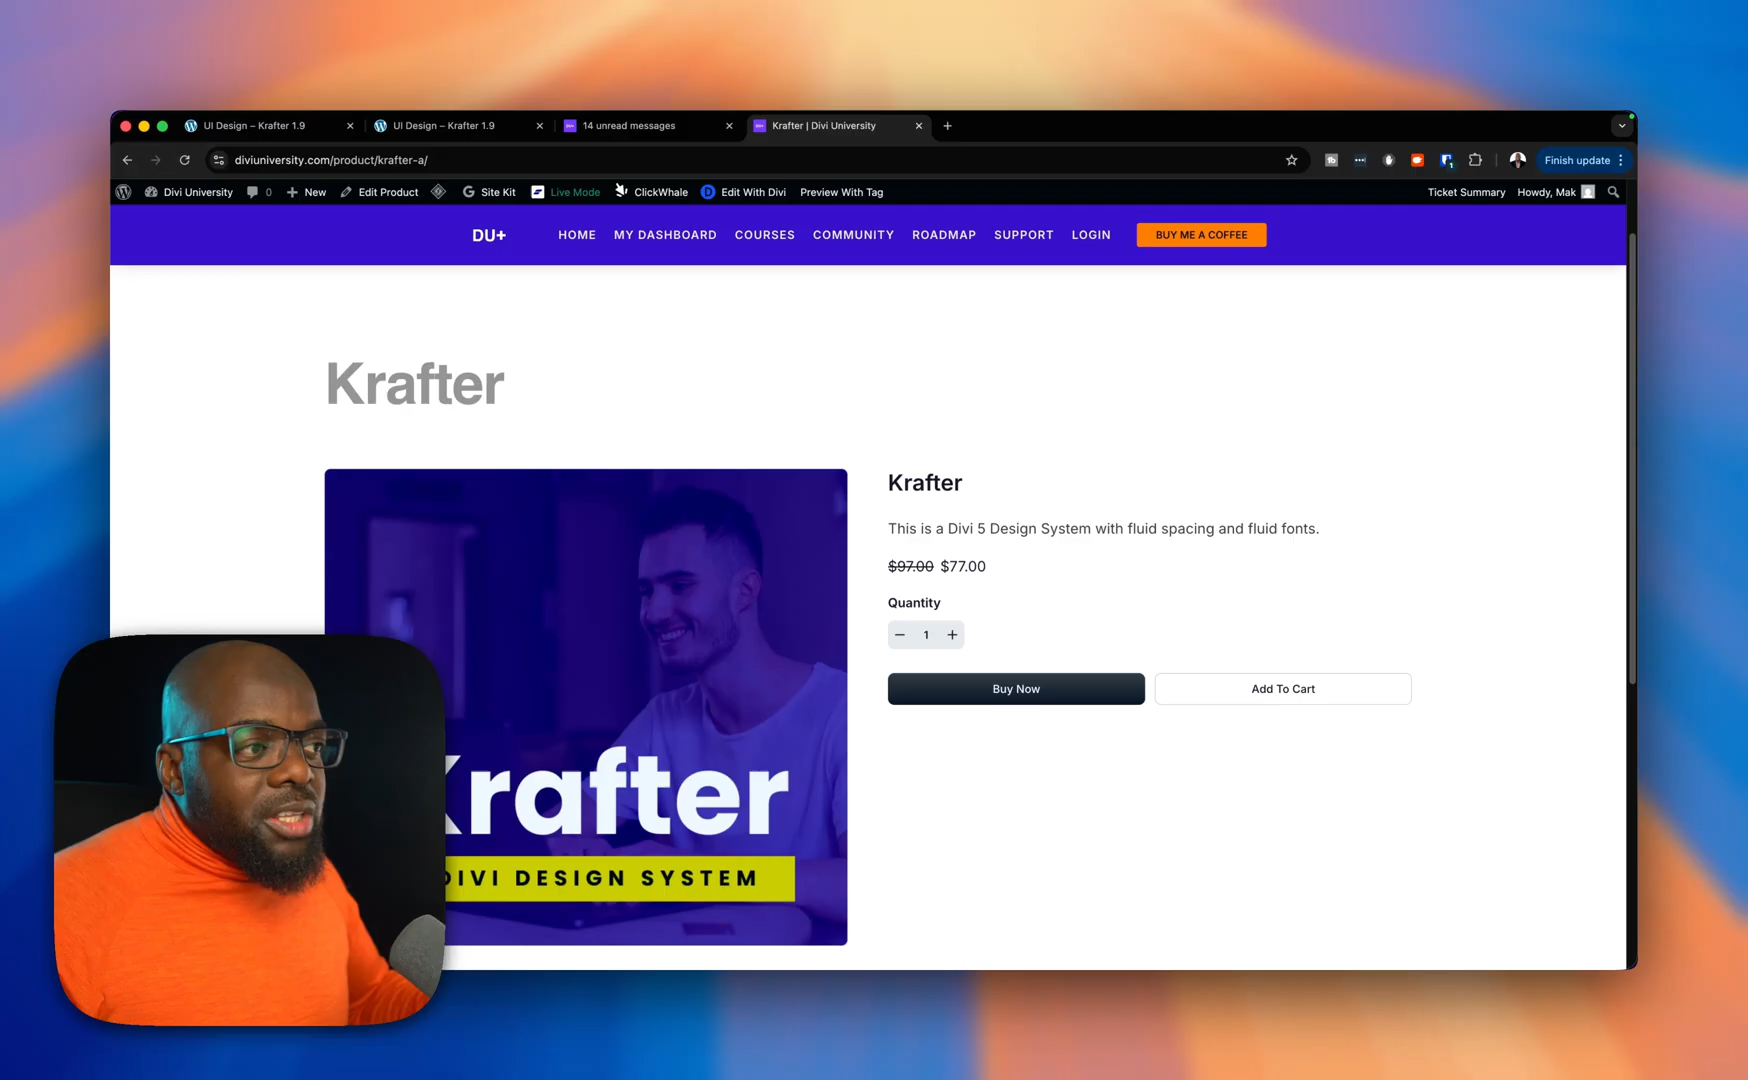 UI Design – Krafter 1.9
UI Design – Krafter 1.9
14 unread messages
Krafter | Divi University
diviuniversity.com/product/krafter-a/
Finish update
Divi University
0
New
Edit Product
Site Kit
Live Mode
ClickWhale
Edit With Divi
Preview With Tag
Ticket Summary
Howdy, Mak
DU+
HOME
MY DASHBOARD
COURSES
COMMUNITY
ROADMAP
SUPPORT
LOGIN
BUY ME A COFFEE
Krafter
Krafter
This is a Divi 5 Design System with fluid spacing and fluid fonts.
$97.00 $77.00
Quantity
− 1 +
Buy Now
Add To Cart
Krafter
DIVI DESIGN SYSTEM